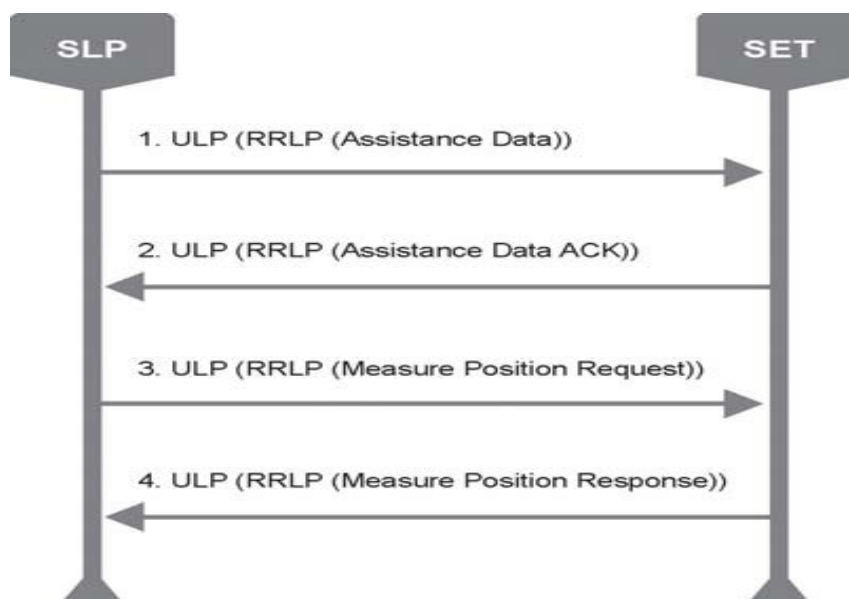 SLP
SET
1. ULP (RRLP (Assistance Data))
2. ULP (RRLP (Assistance Data ACK))
3. ULP (RRLP (Measure Position Request))
4. ULP (RRLP (Measure Position Response))